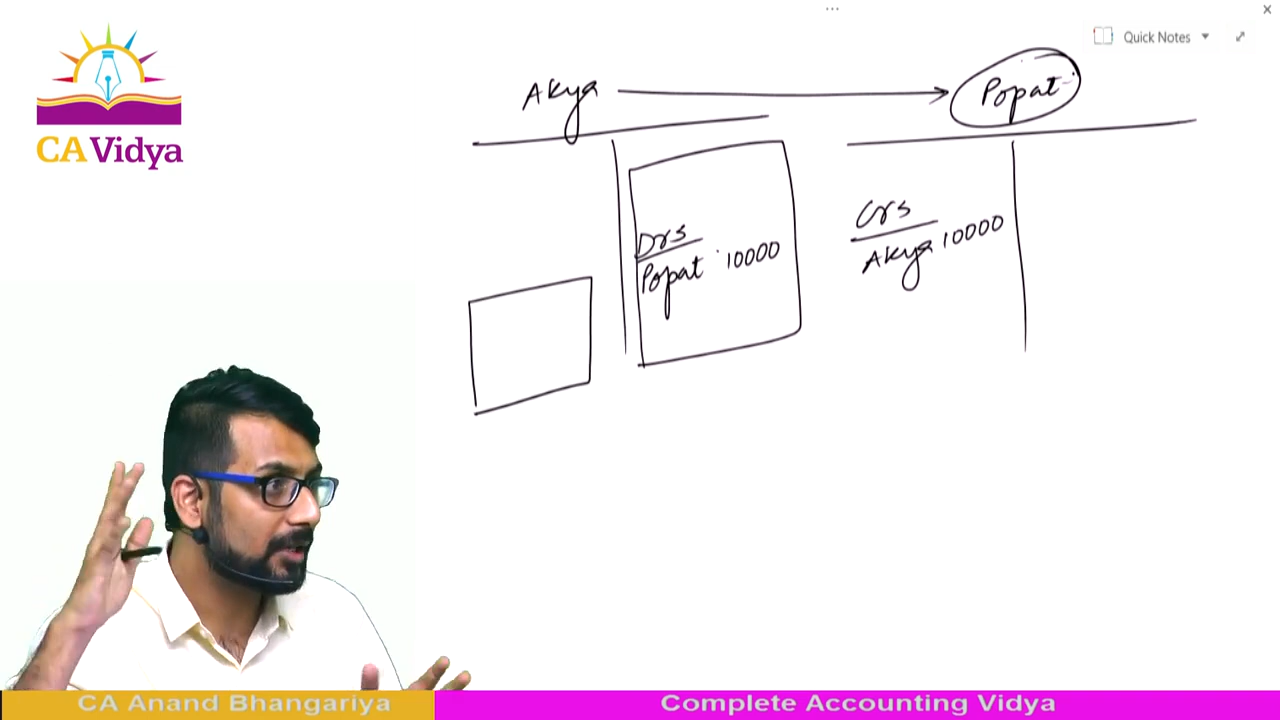 CA Vidya
Quick Notes
Akya
Popat
Drs
Popat 10000
Crs
Akya 10000
CA Anand Bhangariya
Complete Accounting Vidya